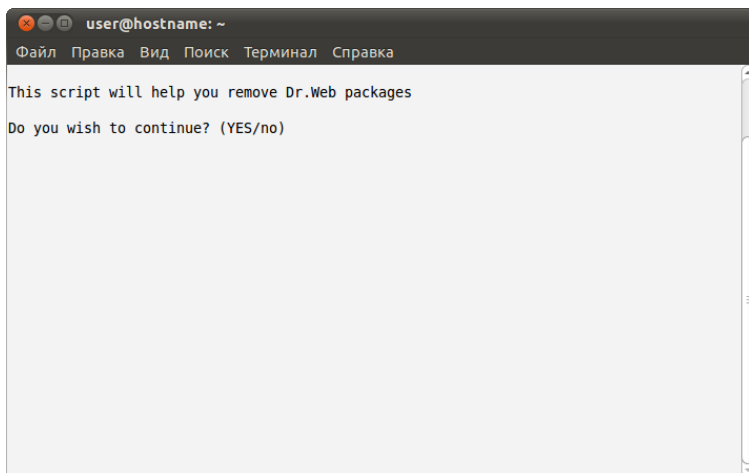 user@hostname: ~
Файл Правка Вид Поиск Терминал Справка
This script will help you remove Dr.Web packages
Do you wish to continue? (YES/no)